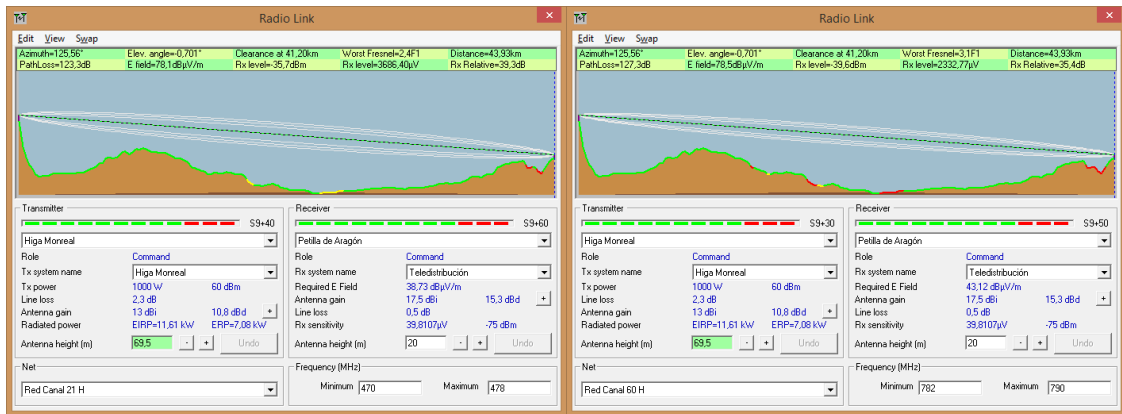 Radio Link
Edit View Swap
Azimuth=125,56° Elev. angle=-0,701° Clearance at 41,20km Worst Fresnel=2,4F1 Distance=43,93km
PathLoss=123,3dB E field=78,1dBµV/m Rx level=-35,7dBm Rx level=3686,40µV Rx Relative=39,3dB
Transmitter
S9+40
Higa Monreal
Role Command
Tx system name Higa Monreal
Tx power 1000 W 60 dBm
Line loss 2,3 dB
Antenna gain 13 dBi 10,8 dBd +
Radiated power EIRP=11,61 kW ERP=7,08 kW
Antenna height (m) 69,5 - + Undo
Net
Red Canal 21 H
Receiver
S9+60
Petilla de Aragón
Role Command
Rx system name Teledistribución
Required E Field 38,73 dBµV/m
Antenna gain 17,5 dBi 15,3 dBd +
Line loss 0,5 dB
Rx sensitivity 39,8107µV -75 dBm
Antenna height (m) 20 - + Undo
Frequency (MHz)
Minimum 470 Maximum 478
Radio Link
Edit View Swap
Azimuth=125,56° Elev. angle=-0,701° Clearance at 41,20km Worst Fresnel=3,1F1 Distance=43,93km
PathLoss=127,3dB E field=78,5dBµV/m Rx level=-39,6dBm Rx level=2332,77µV Rx Relative=35,4dB
Transmitter
S9+30
Higa Monreal
Role Command
Tx system name Higa Monreal
Tx power 1000 W 60 dBm
Line loss 2,3 dB
Antenna gain 13 dBi 10,8 dBd +
Radiated power EIRP=11,61 kW ERP=7,08 kW
Antenna height (m) 69,5 - + Undo
Net
Red Canal 60 H
Receiver
S9+50
Petilla de Aragón
Role Command
Rx system name Teledistribución
Required E Field 43,12 dBµV/m
Antenna gain 17,5 dBi 15,3 dBd +
Line loss 0,5 dB
Rx sensitivity 39,8107µV -75 dBm
Antenna height (m) 20 - + Undo
Frequency (MHz)
Minimum 782 Maximum 790